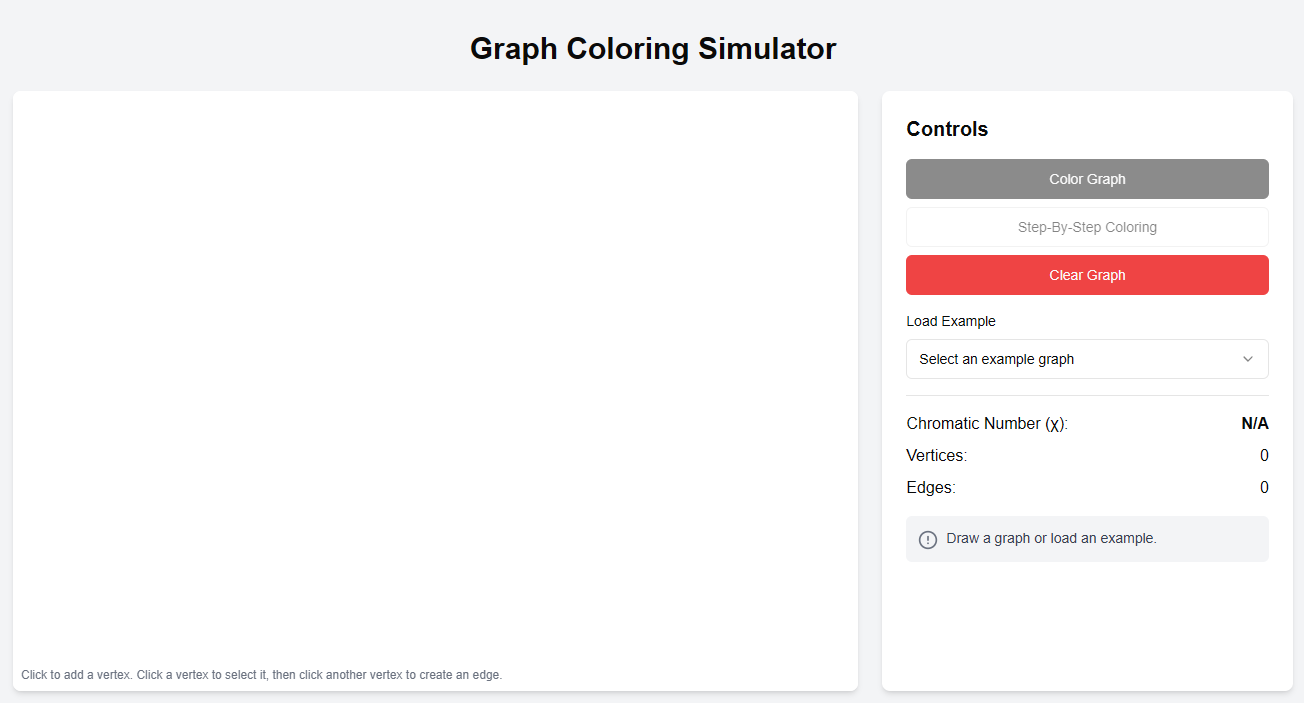 Graph Coloring Simulator
Click to add a vertex. Click a vertex to select it, then click another vertex to create an edge.
Controls
Color Graph
Step-By-Step Coloring
Clear Graph
Load Example
Select an example graph
Chromatic Number (χ): N/A
Vertices: 0
Edges: 0
Draw a graph or load an example.